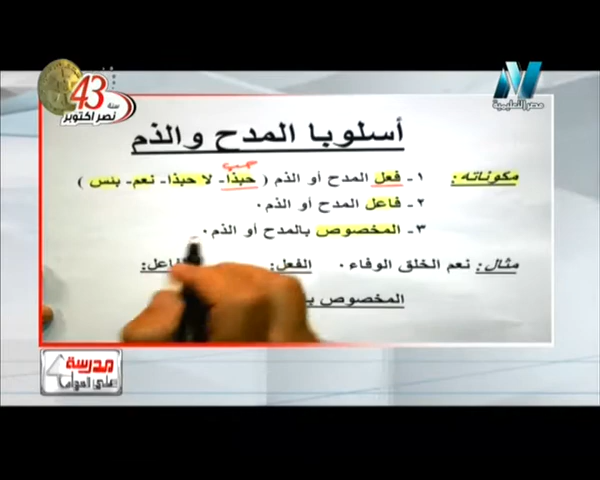 43 سنة
نصر أكتوبر
مصر التعليمية
أسلوبا المدح والذم
مكوناته: ١- فعل المدح أو الذم ( حبذا- لا حبذا- نعم- بئس )
حب
٢- فاعل المدح أو الذم.
٣- المخصوص بالمدح أو الذم.
مثال: نعم الخلق الوفاء. الفعل:
المخصوص
مدرسة
على الهواء